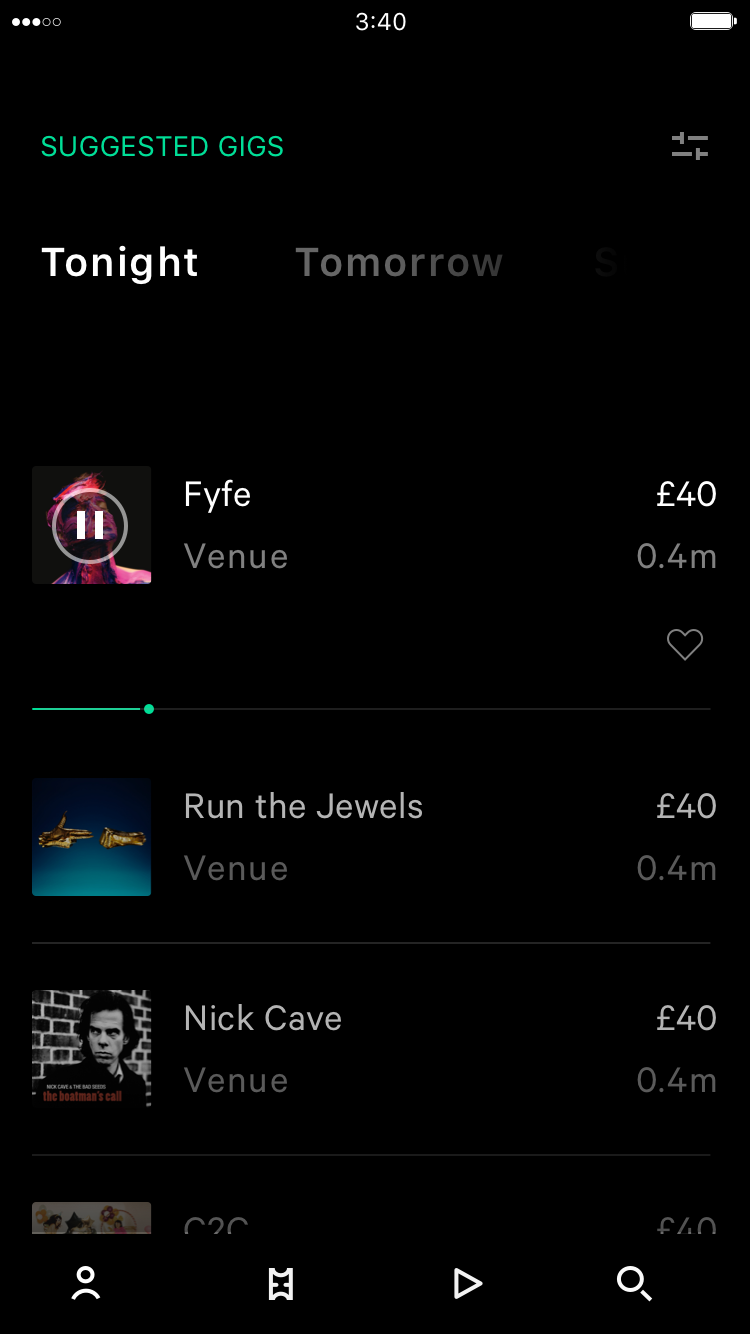 3:40
SUGGESTED GIGS
Tonight Tomorrow
Fyfe £40
Venue 0.4m
Run the Jewels £40
Venue 0.4m
Nick Cave £40
Venue 0.4m
NICK CAVE & THE BAD SEEDS
the boatman's call
C2C £40